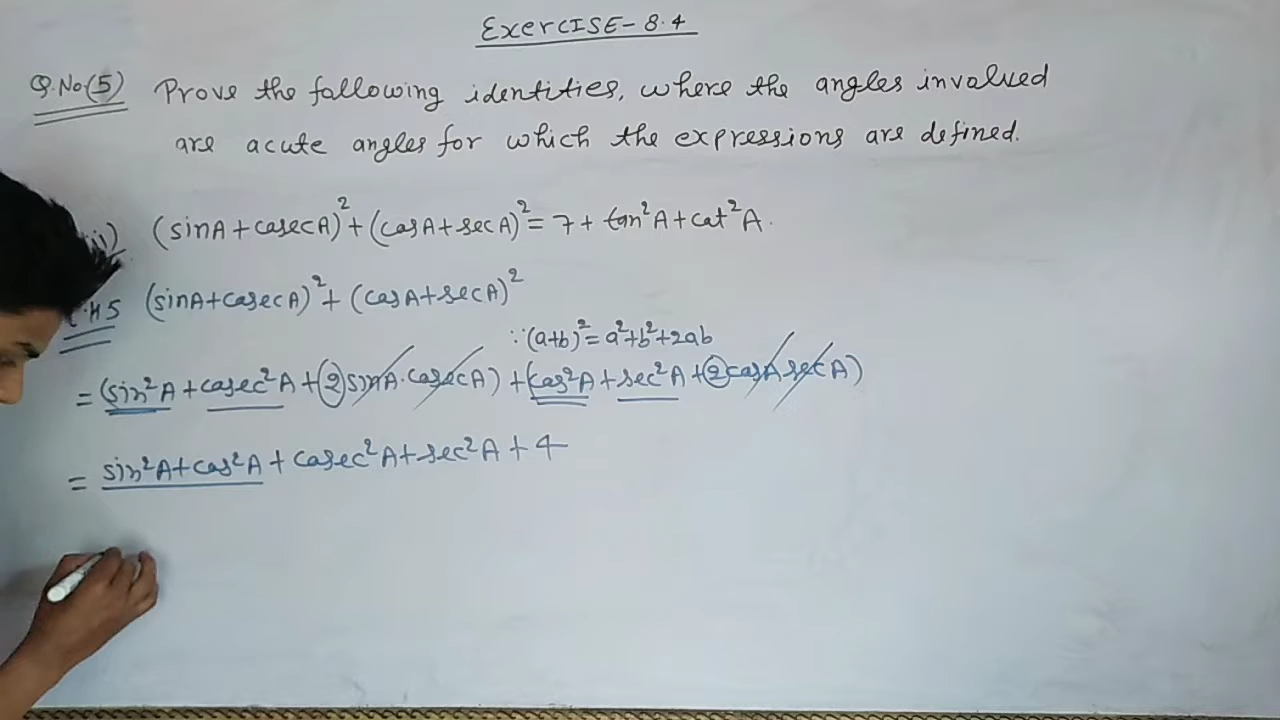 ExercISE-8.4
Q.No.(5) Prove the following identities, where the angles involved
are acute angles for which the expressions are defined.
(sinA+cosecA)²+(cosA+secA)²=7+tan²A+cot²A.
(sinA+cosecA)²+(cosA+secA)²
∵(a+b)²=a²+b²+2ab
=(sin²A+cosec²A+(2)sinA.cosecA)+(cos²A+sec²A+(2)cosA secA)
=sin²A+cos²A+cosec²A+sec²A+4